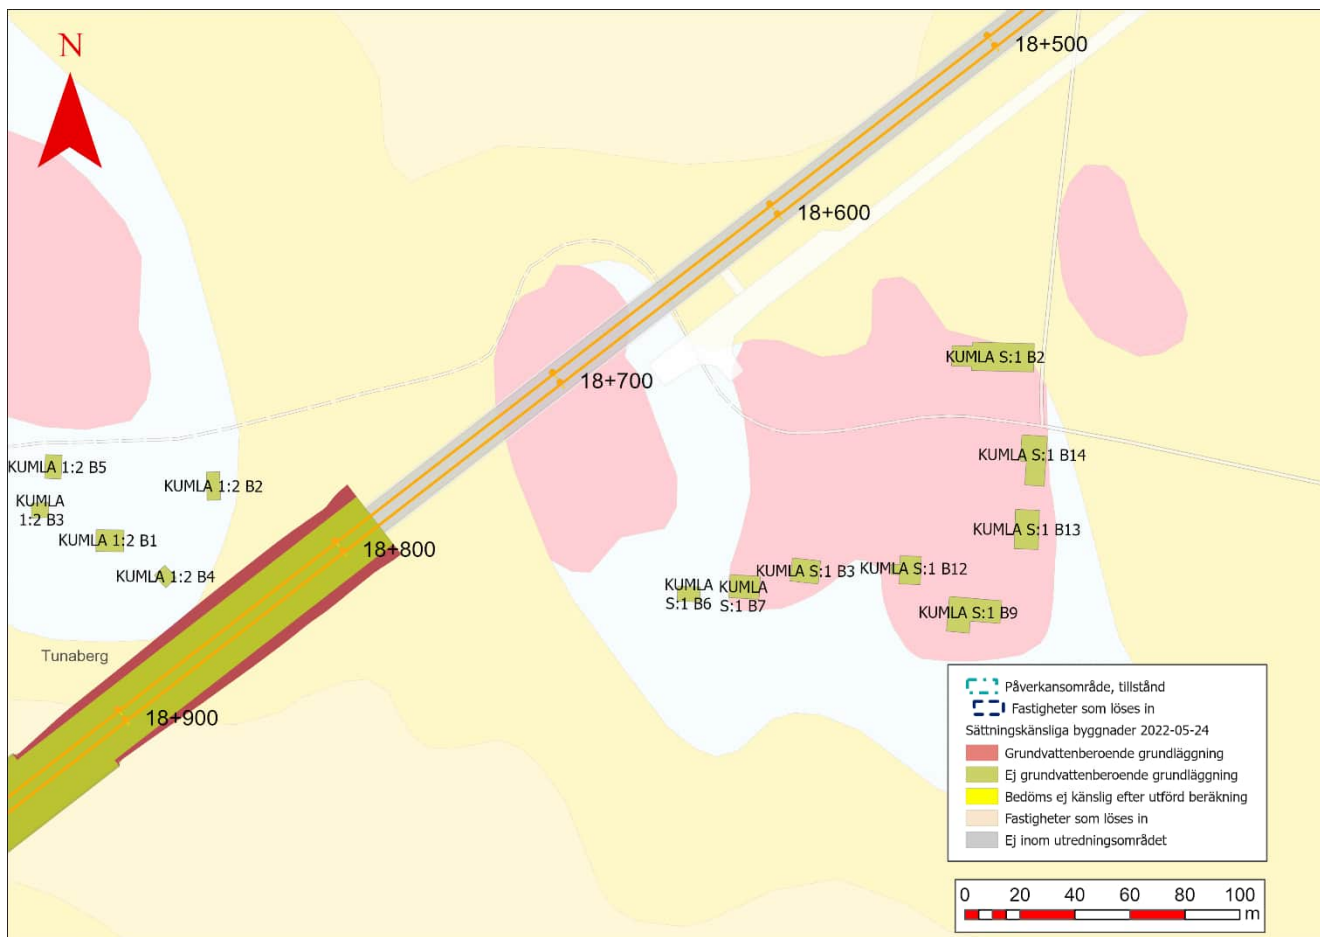 N
18+500
18+600
18+700
KUMLA S:1 B2
KUMLA S:1 B14
KUMLA 1:2 B5
KUMLA 1:2 B2
KUMLA
1:2 B3
KUMLA 1:2 B1
KUMLA S:1 B13
18+800
KUMLA 1:2 B4
KUMLA
S:1 B6
KUMLA
S:1 B7
KUMLA S:1 B3
KUMLA S:1 B12
KUMLA S:1 B9
Tunaberg
18+900
Påverkansområde, tillstånd
Fastigheter som löses in
Sättningskänsliga byggnader 2022-05-24
Grundvattenberoende grundläggning
Ej grundvattenberoende grundläggning
Bedöms ej känslig efter utförd beräkning
Fastigheter som löses in
Ej inom utredningsområdet
0 20 40 60 80 100
m